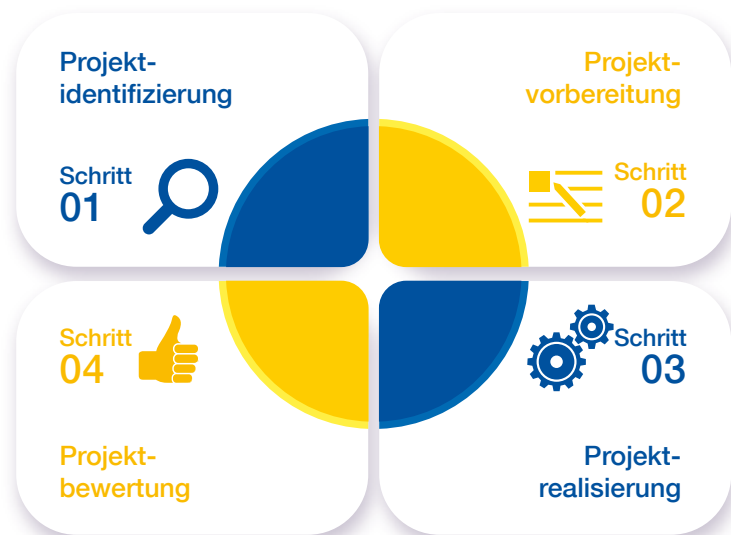 Projekt-
identifizierung
Schritt
01
Projekt-
vorbereitung
Schritt
02
Schritt
03
Projekt-
realisierung
Schritt
04
Projekt-
bewertung